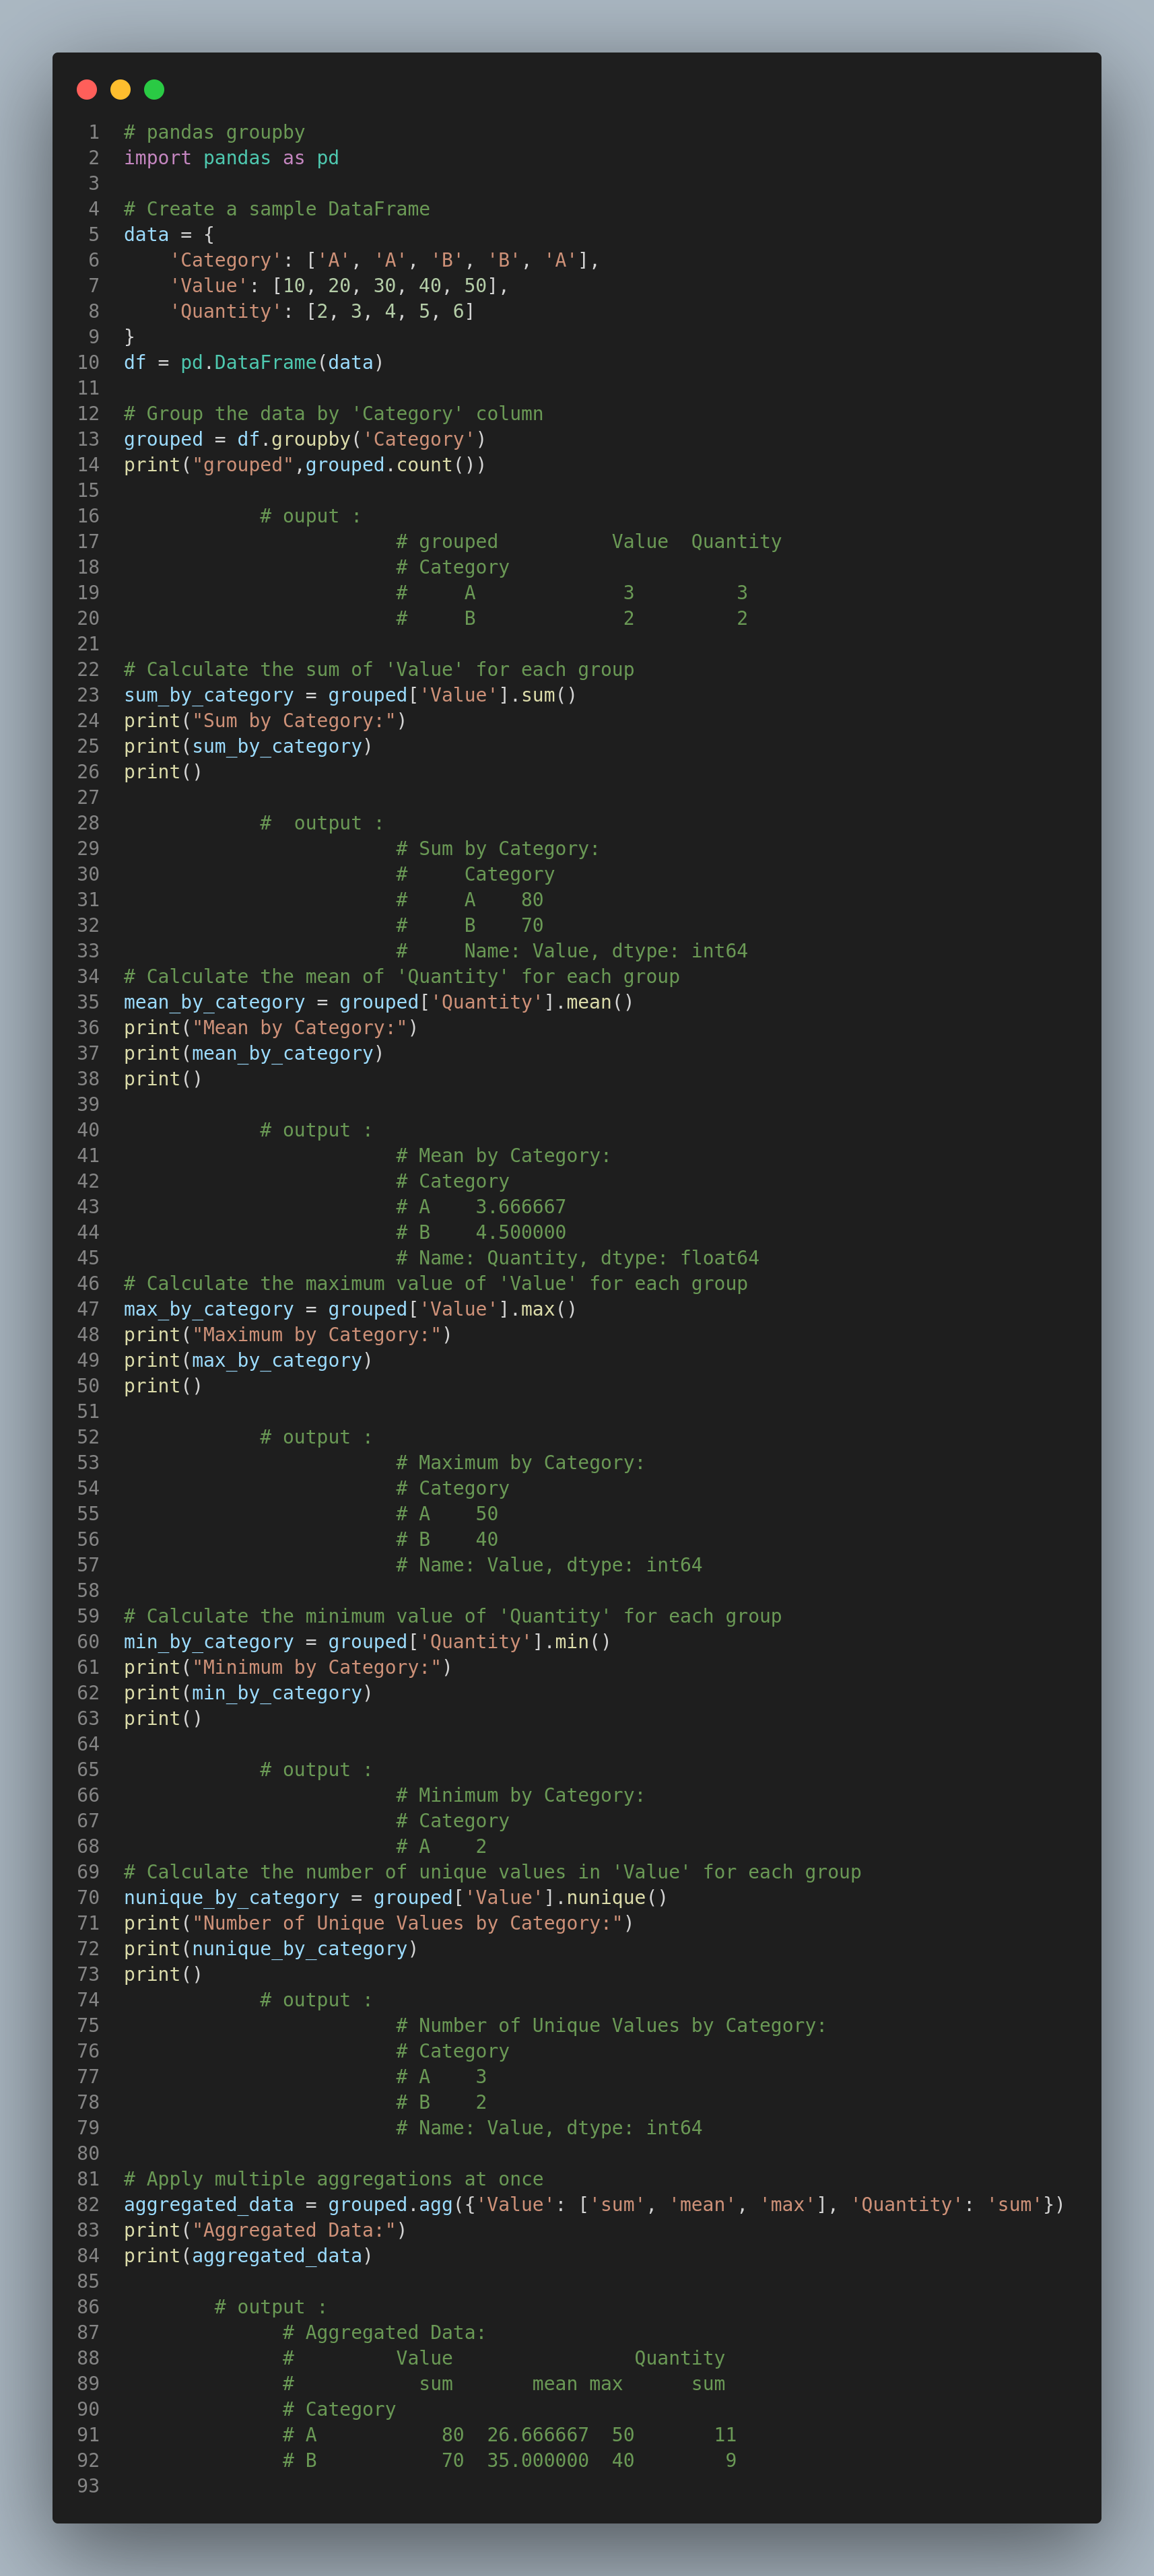 1 # pandas groupby
2 import pandas as pd
3
4 # Create a sample DataFrame
5 data = {
6     'Category': ['A', 'A', 'B', 'B', 'A'],
7     'Value': [10, 20, 30, 40, 50],
8     'Quantity': [2, 3, 4, 5, 6]
9 }
10 df = pd.DataFrame(data)
11
12 # Group the data by 'Category' column
13 grouped = df.groupby('Category')
14 print("grouped",grouped.count())
15
16             # ouput :
17                         # grouped          Value  Quantity
18                         # Category
19                         #     A             3         3
20                         #     B             2         2
21
22 # Calculate the sum of 'Value' for each group
23 sum_by_category = grouped['Value'].sum()
24 print("Sum by Category:")
25 print(sum_by_category)
26 print()
27
28             #  output :
29                         # Sum by Category:
30                         #     Category
31                         #     A    80
32                         #     B    70
33                         #     Name: Value, dtype: int64
34 # Calculate the mean of 'Quantity' for each group
35 mean_by_category = grouped['Quantity'].mean()
36 print("Mean by Category:")
37 print(mean_by_category)
38 print()
39
40             # output :
41                         # Mean by Category:
42                         # Category
43                         # A    3.666667
44                         # B    4.500000
45                         # Name: Quantity, dtype: float64
46 # Calculate the maximum value of 'Value' for each group
47 max_by_category = grouped['Value'].max()
48 print("Maximum by Category:")
49 print(max_by_category)
50 print()
51
52             # output :
53                         # Maximum by Category:
54                         # Category
55                         # A    50
56                         # B    40
57                         # Name: Value, dtype: int64
58
59 # Calculate the minimum value of 'Quantity' for each group
60 min_by_category = grouped['Quantity'].min()
61 print("Minimum by Category:")
62 print(min_by_category)
63 print()
64
65             # output :
66                         # Minimum by Category:
67                         # Category
68                         # A    2
69 # Calculate the number of unique values in 'Value' for each group
70 nunique_by_category = grouped['Value'].nunique()
71 print("Number of Unique Values by Category:")
72 print(nunique_by_category)
73 print()
74             # output :
75                         # Number of Unique Values by Category:
76                         # Category
77                         # A    3
78                         # B    2
79                         # Name: Value, dtype: int64
80
81 # Apply multiple aggregations at once
82 aggregated_data = grouped.agg({'Value': ['sum', 'mean', 'max'], 'Quantity': 'sum'})
83 print("Aggregated Data:")
84 print(aggregated_data)
85
86         # output :
87               # Aggregated Data:
88               #         Value                Quantity
89               #           sum       mean max      sum
90               # Category
91               # A           80  26.666667  50       11
92               # B           70  35.000000  40        9
93